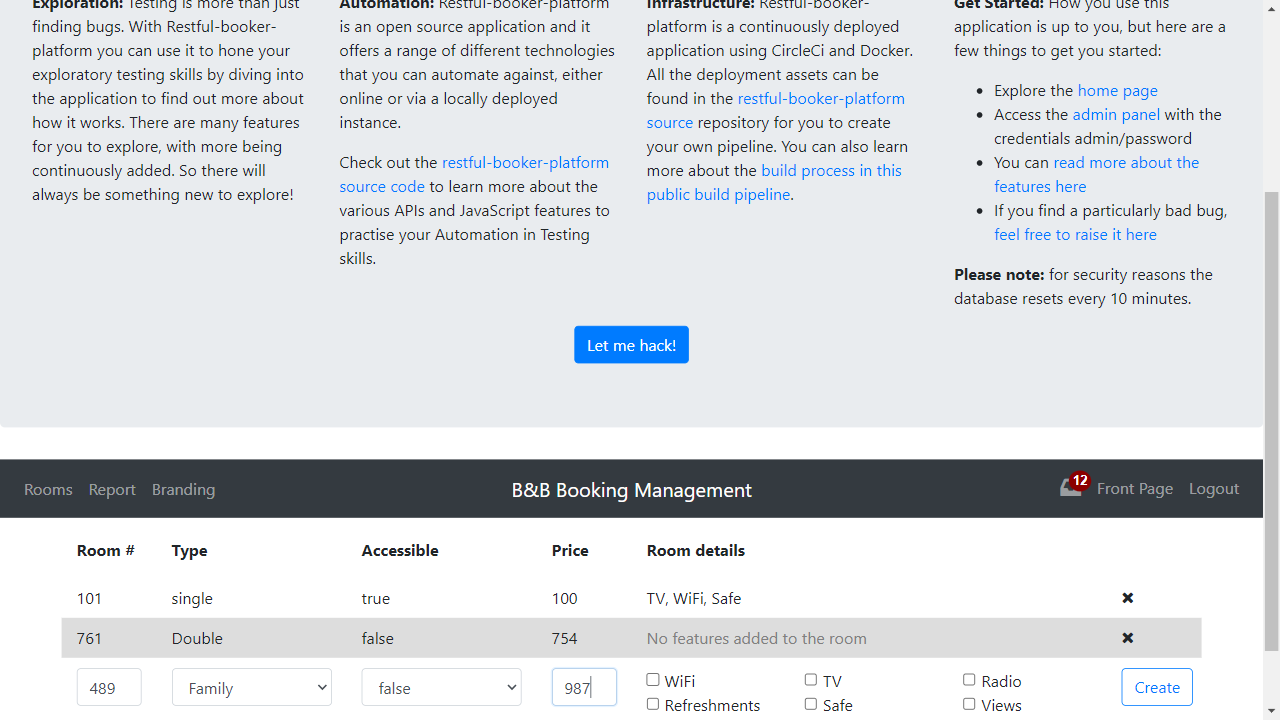 Exploration: Testing is more than just
finding bugs. With Restful-booker-
platform you can use it to hone your
exploratory testing skills by diving into
the application to find out more about
how it works. There are many features
for you to explore, with more being
continuously added. So there will
always be something new to explore!
Automation: Restful-booker-platform
is an open source application and it
offers a range of different technologies
that you can automate against, either
online or via a locally deployed
instance.
Check out the restful-booker-platform
source code to learn more about the
various APIs and JavaScript features to
practise your Automation in Testing
skills.
Infrastructure: Restful-booker-
platform is a continuously deployed
application using CircleCi and Docker.
All the deployment assets can be
found in the restful-booker-platform
source repository for you to create
your own pipeline. You can also learn
more about the build process in this
public build pipeline.
Get Started: How you use this
application is up to you, but here are a
few things to get you started:
• Explore the home page
• Access the admin panel with the
credentials admin/password
• You can read more about the
features here
• If you find a particularly bad bug,
feel free to raise it here
Please note: for security reasons the
database resets every 10 minutes.
Let me hack!
Rooms Report Branding B&B Booking Management 12 Front Page Logout
Room # Type Accessible Price Room details
101 single true 100 TV, WiFi, Safe
761 Double false 754 No features added to the room
489 Family false 987 WiFi TV Radio Create
Refreshments Safe Views